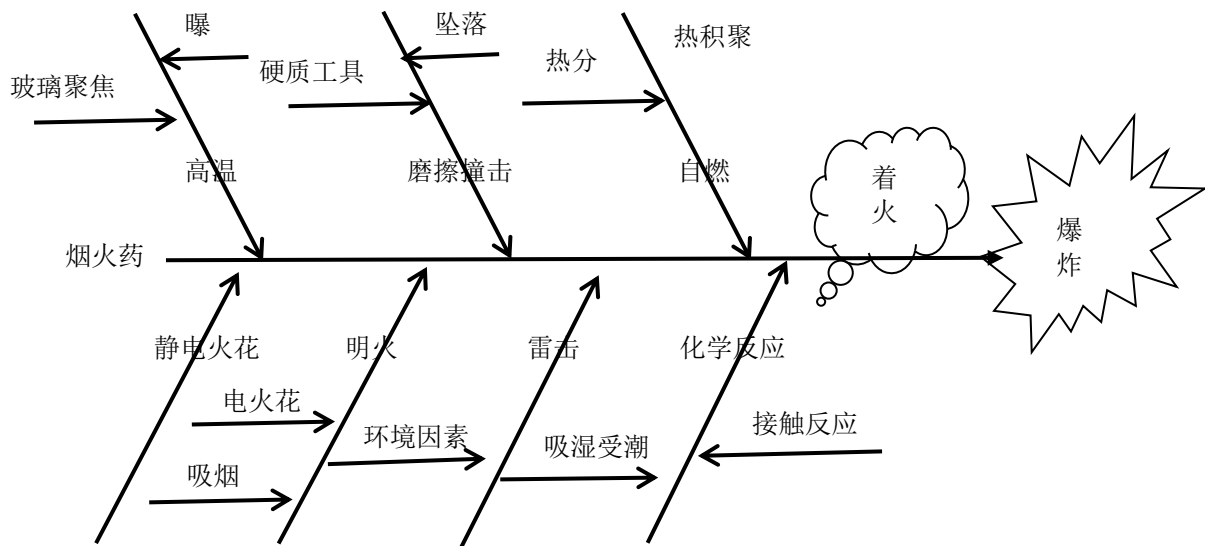 曝
坠落
热积聚
玻璃聚焦
硬质工具
热分
高温
磨擦撞击
自燃
着
火
烟火药
爆
炸
静电火花
明火
雷击
化学反应
电火花
环境因素
吸湿受潮
接触反应
吸烟